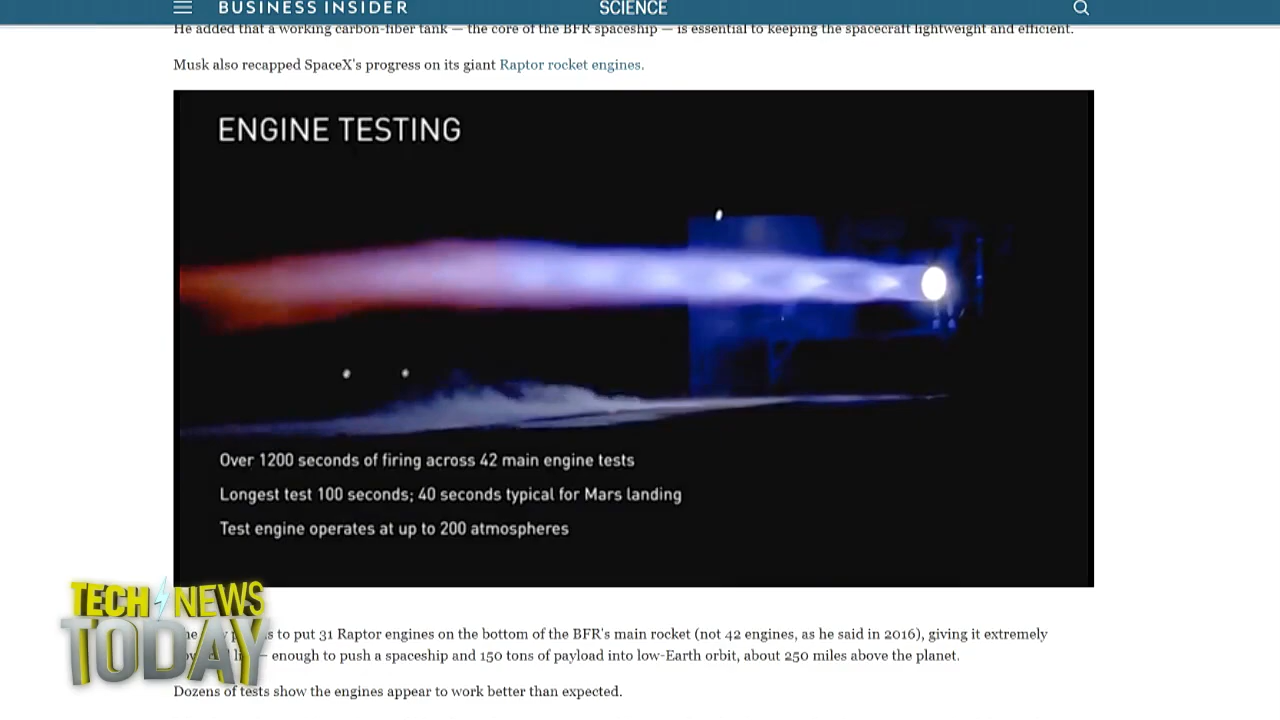 BUSINESS INSIDER
SCIENCE
He added that a working carbon-fiber tank — the core of the BFR spaceship — is essential to keeping the spacecraft lightweight and efficient.
Musk also recapped SpaceX's progress on its giant Raptor rocket engines.
ENGINE TESTING
Over 1200 seconds of firing across 42 main engine tests
Longest test 100 seconds; 40 seconds typical for Mars landing
Test engine operates at up to 200 atmospheres
TECH NEWS
TODAY
to put 31 Raptor engines on the bottom of the BFR's main rocket (not 42 engines, as he said in 2016), giving it extremely
— enough to push a spaceship and 150 tons of payload into low-Earth orbit, about 250 miles above the planet.
Dozens of tests show the engines appear to work better than expected.